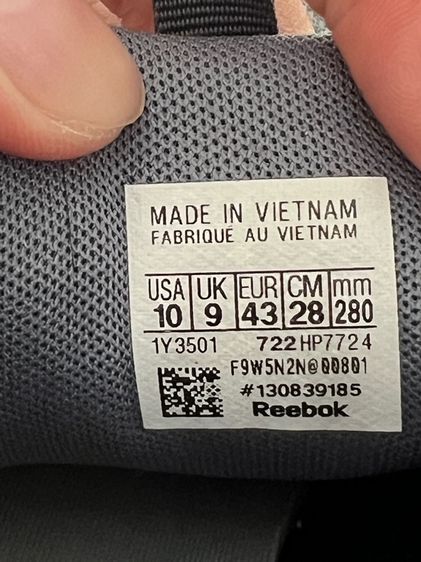 MADE IN VIETNAM
FABRIQUÉ AU VIETNAM
USA UK EUR CM mm
10 9 43 28 280
1Y3501 722 HP7724
F9W5N2N@00801
#130839185
Reebok